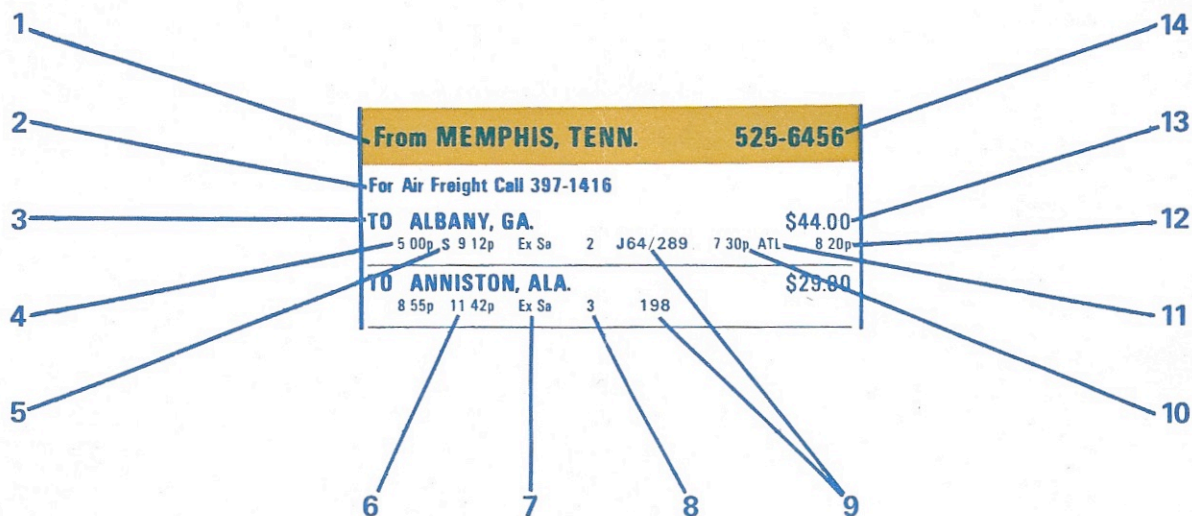 1 14
From MEMPHIS, TENN. 525-6456
2 13
For Air Freight Call 397-1416
3 TO ALBANY, GA. $44.00 12
5 00p S 9 12p Ex Sa 2 J64/289 7 30p ATL 8 20p
TO ANNISTON, ALA. $29.00
4 11
8 55p 11 42p Ex Sa 3 198
5 10
6 7 8 9